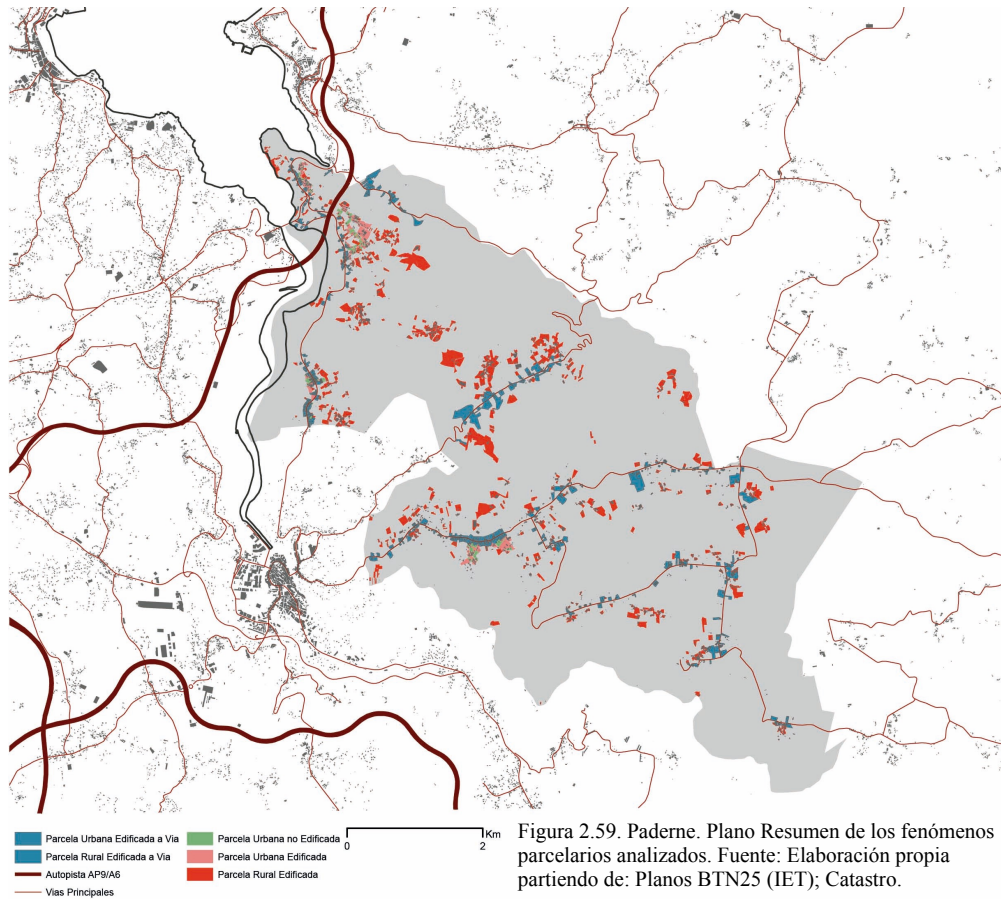 Parcela Urbana Edificada a Via
Parcela Rural Edificada a Via
Autopista AP9/A6
Vias Principales
Parcela Urbana no Edificada
Parcela Urbana Edificada
Parcela Rural Edificada
0
2
Km
Figura 2.59. Paderne. Plano Resumen de los fenómenos
parcelarios analizados. Fuente: Elaboración propia
partiendo de: Planos BTN25 (IET); Catastro.